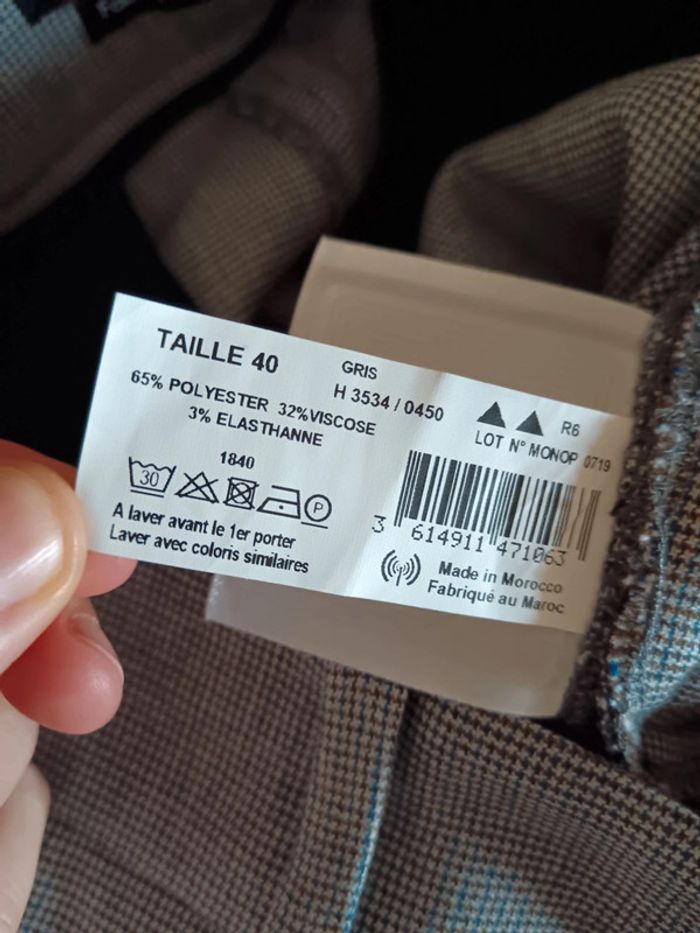 TAILLE 40
65% POLYESTER 32%VISCOSE
3% ELASTHANNE
1840
30
P
A laver avant le 1er porter
Laver avec coloris similaires
GRIS
H 3534 / 0450
R6
LOT N° MONOP 0719
3 614911 471063
Made in Morocco
Fabriqué au Maroc